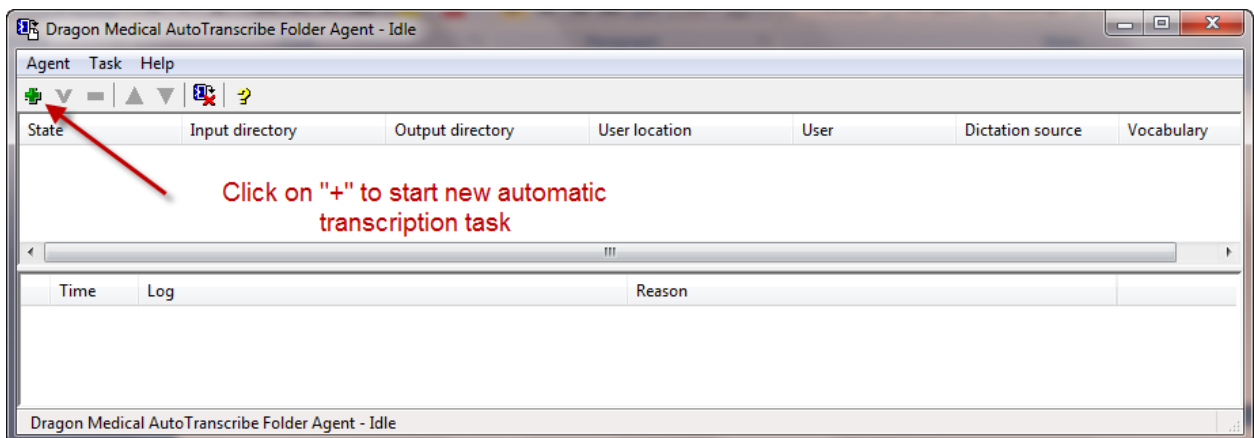 Dragon Medical AutoTranscribe Folder Agent - Idle
Agent Task Help
State Input directory Output directory User location User Dictation source Vocabulary
Click on "+" to start new automatic
transcription task
Time Log Reason
Dragon Medical AutoTranscribe Folder Agent - Idle